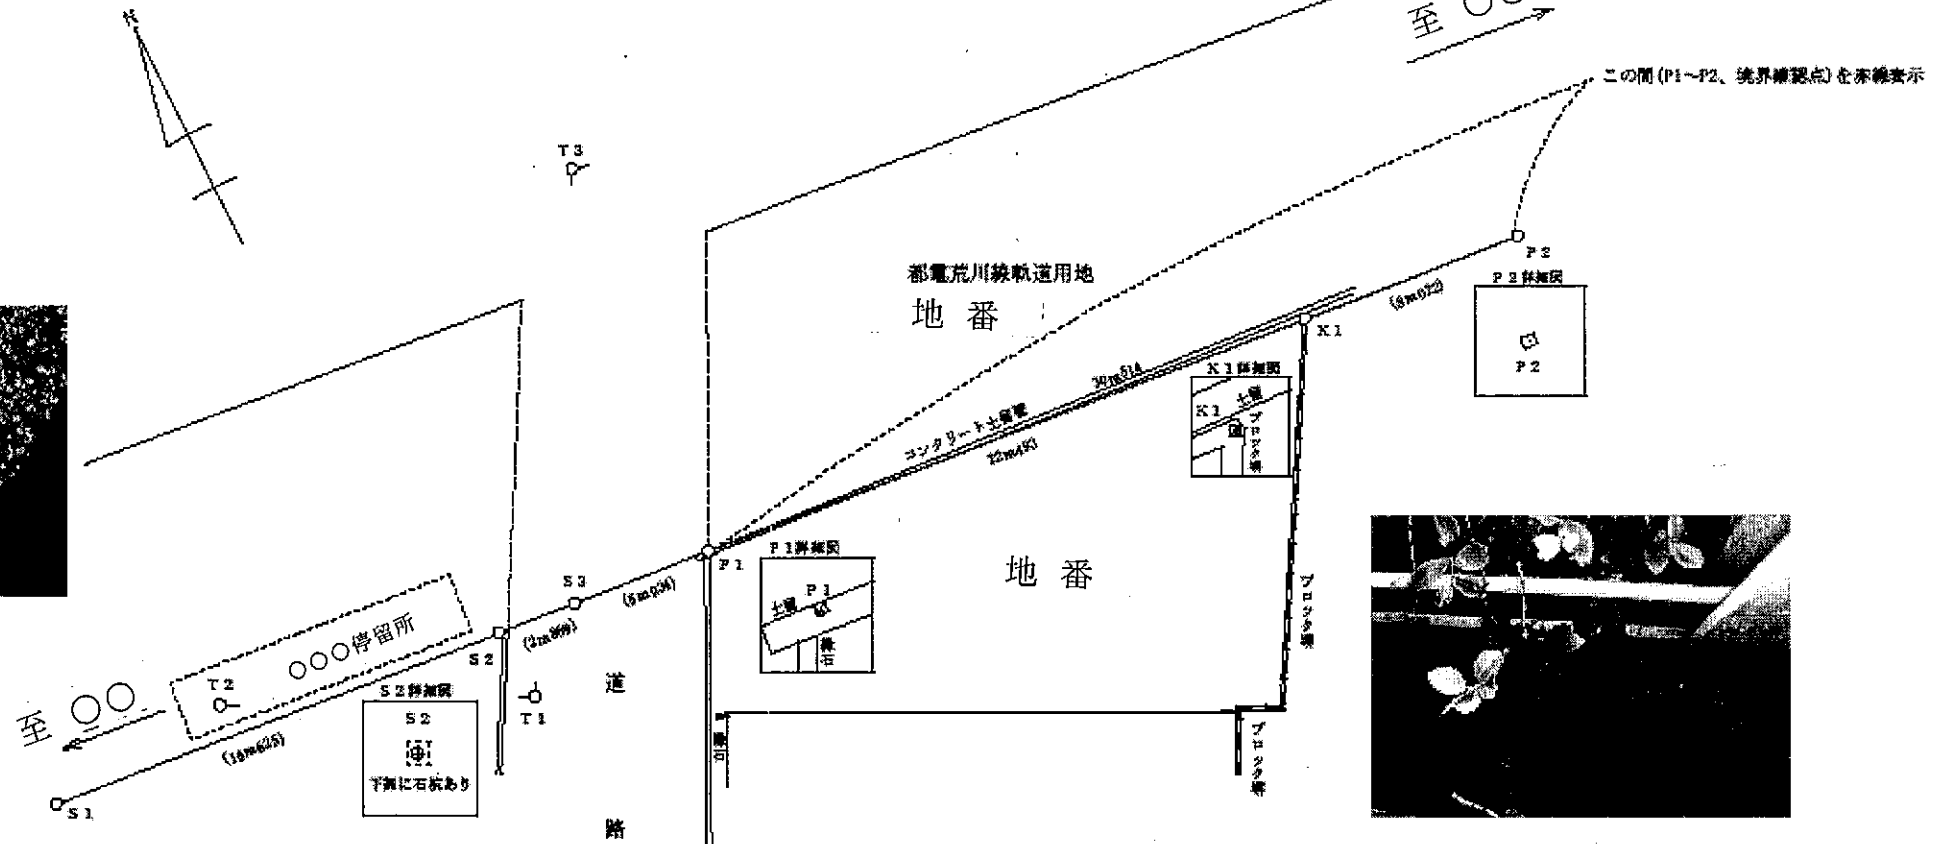 N
至 ○○
この間(P1~P2、境界確認点)を赤線表示
T3
都電荒川線軌道用地
地 番
P2
P2詳細図
P2
(8m022)
K1
30m514
K1詳細図
K1
土留
ブロック塀
コンクリート土留壁
P1
P1詳細図
P1
土留
縁石
地 番
ブロック塀
S3
S2
○○○停留所
T2
至 ○○
S2詳細図
S2
下部に石杭あり
T1
道
路
縁石
ブロック塀
S1